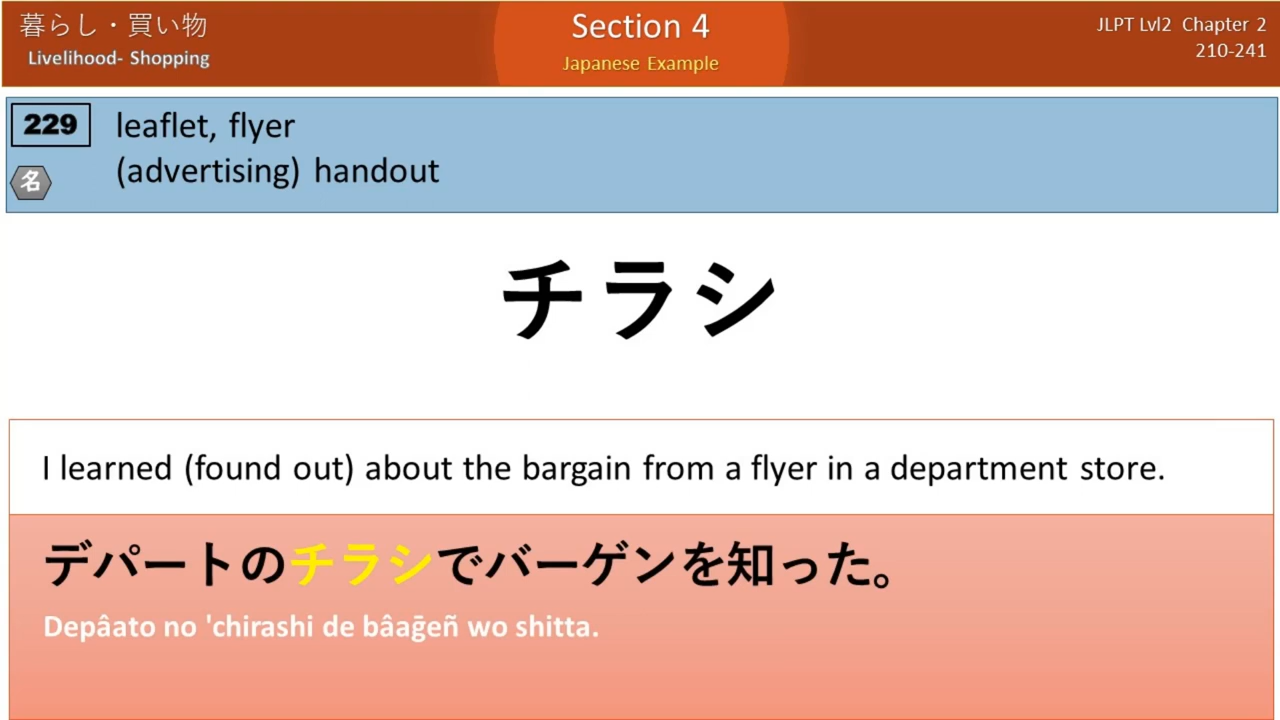 暮らし・買い物
Livelihood- Shopping
Section 4
Japanese Example
JLPT Lvl2 Chapter 2
210-241
229
leaflet, flyer
名
(advertising) handout
チラシ
I learned (found out) about the bargain from a flyer in a department store.
デパートのチラシでバーゲンを知った。
Depâato no 'chirashi de bâaḡeñ wo shitta.